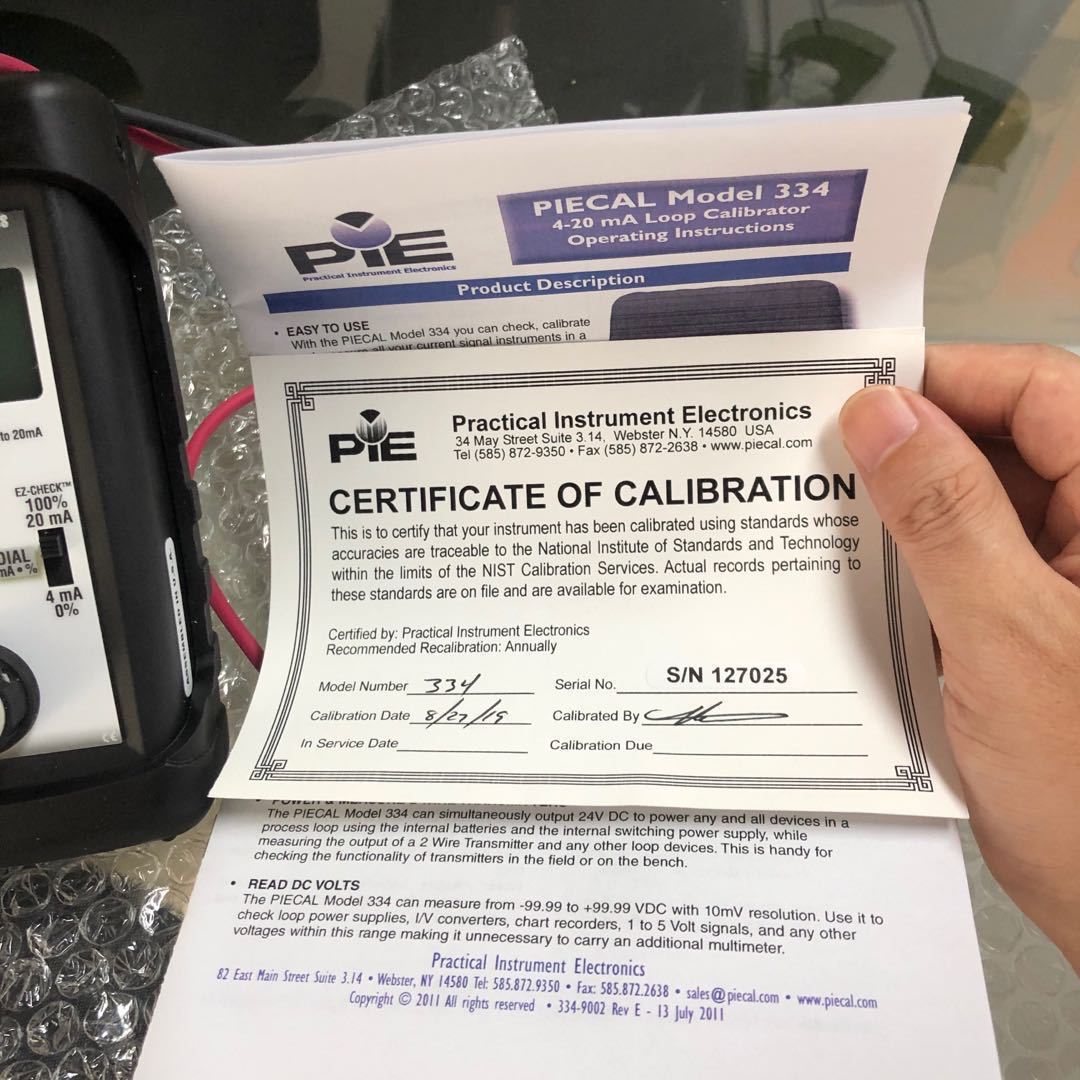 PIE
Practical Instrument Electronics
PIECAL Model 334
4-20 mA Loop Calibrator
Operating Instructions
Product Description
• EASY TO USE
With the PIECAL Model 334 you can check, calibrate
all your current signal instruments in a
PIE
Practical Instrument Electronics
34 May Street Suite 3.14, Webster N.Y. 14580 USA
Tel (585) 872-9350 • Fax (585) 872-2638 • www.piecal.com
CERTIFICATE OF CALIBRATION
This is to certify that your instrument has been calibrated using standards whose
accuracies are traceable to the National Institute of Standards and Technology
within the limits of the NIST Calibration Services. Actual records pertaining to
these standards are on file and are available for examination.
Certified by: Practical Instrument Electronics
Recommended Recalibration: Annually
Model Number 334
Serial No. S/N 127025
Calibration Date 8/27/19
Calibrated By
In Service Date
Calibration Due
The PIECAL Model 334 can simultaneously output 24V DC to power any and all devices in a
process loop using the internal batteries and the internal switching power supply, while
measuring the output of a 2 Wire Transmitter and any other loop devices. This is handy for
checking the functionality of transmitters in the field or on the bench.
• READ DC VOLTS
The PIECAL Model 334 can measure from -99.99 to +99.99 VDC with 10mV resolution. Use it to
check loop power supplies, I/V converters, chart recorders, 1 to 5 Volt signals, and any other
voltages within this range making it unnecessary to carry an additional multimeter.
Practical Instrument Electronics
82 East Main Street Suite 3.14 • Webster, NY 14580 Tel: 585.872.9350 • Fax: 585.872.2638 • sales@piecal.com • www.piecal.com
Copyright © 2011 All rights reserved • 334-9002 Rev E - 13 July 2011
to 20mA
EZ-CHECK™
100%
20 mA
DIAL
mA • %
4 mA
0%
ASSEMBLED IN U.S.A.
CE